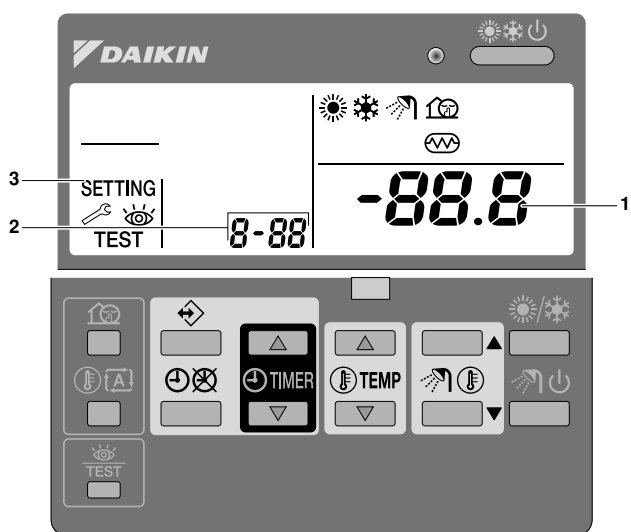 DAIKIN
3
SETTING
-88.8
1
2
8-88
TEST
A
TIMER
TEMP
TEST